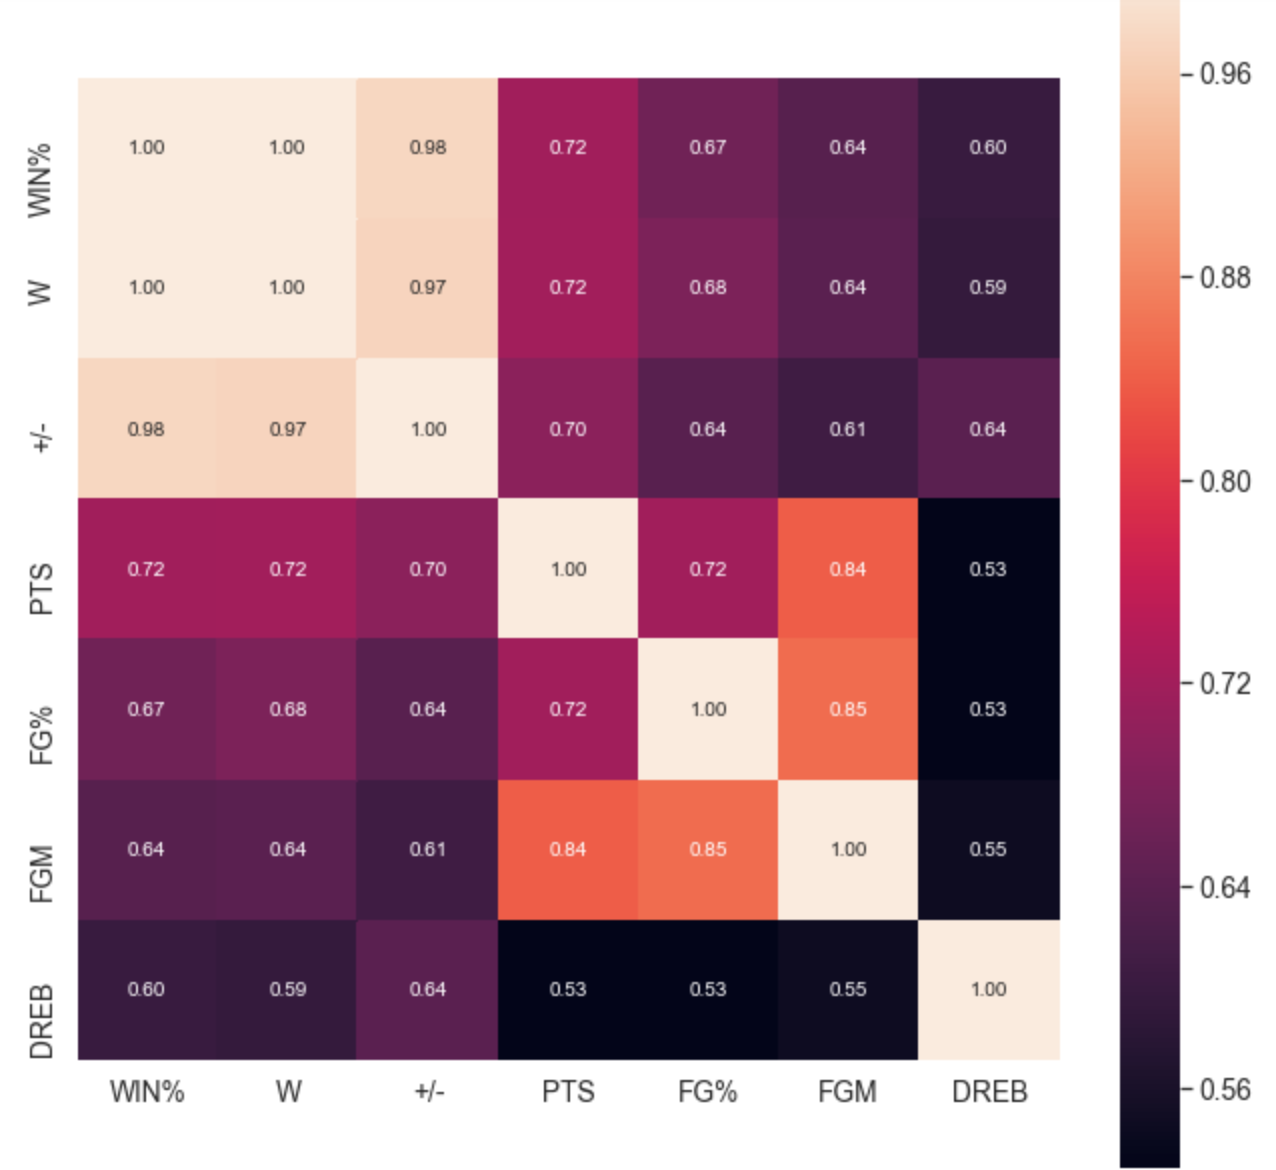 WIN% 1.00 1.00 0.98 0.72 0.67 0.64 0.60
W 1.00 1.00 0.97 0.72 0.68 0.64 0.59
+/- 0.98 0.97 1.00 0.70 0.64 0.61 0.64
PTS 0.72 0.72 0.70 1.00 0.72 0.84 0.53
FG% 0.67 0.68 0.64 0.72 1.00 0.85 0.53
FGM 0.64 0.64 0.61 0.84 0.85 1.00 0.55
DREB 0.60 0.59 0.64 0.53 0.53 0.55 1.00
WIN% W +/- PTS FG% FGM DREB
0.96
0.88
0.80
0.72
0.64
0.56